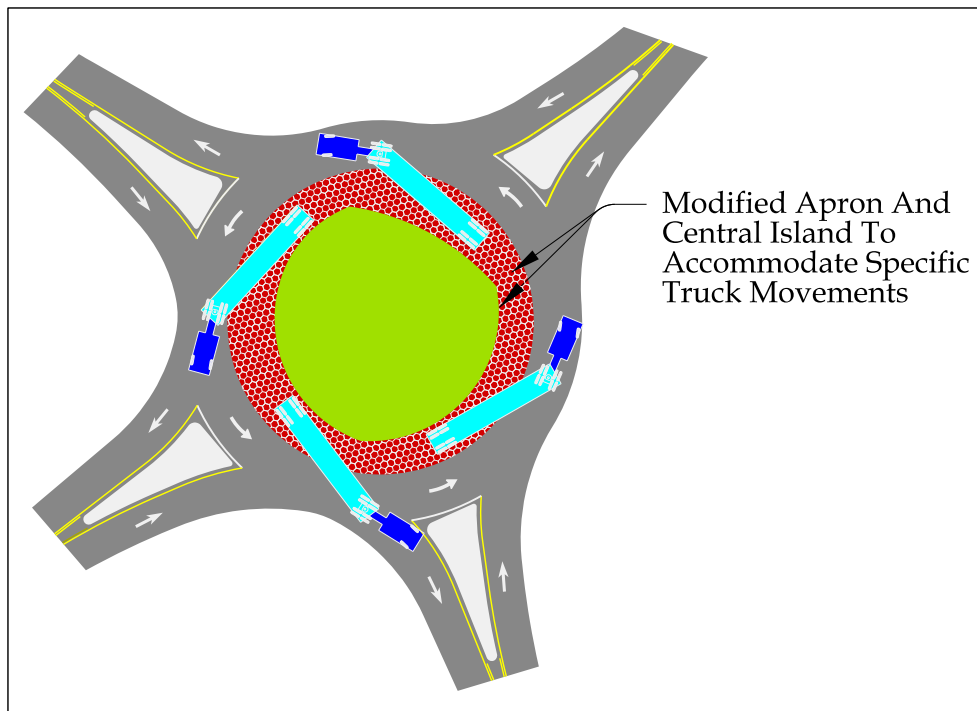 Modified Apron And
Central Island To
Accommodate Specific
Truck Movements